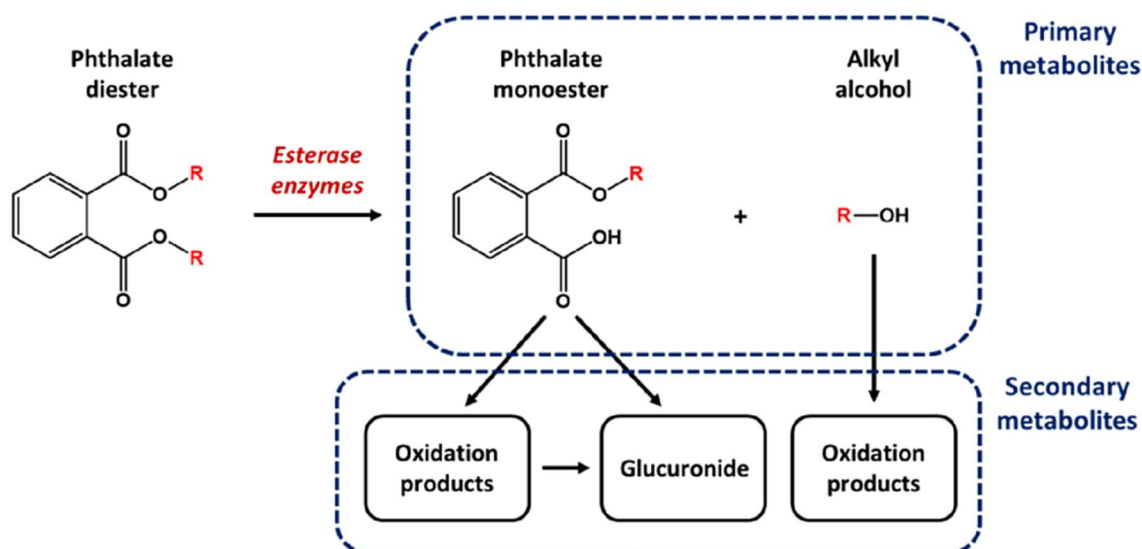 Primary
metabolites
Phthalate
diester
Phthalate
monoester
Alkyl
alcohol
O
O
R
O
R
O
Esterase
enzymes
O
O
R
OH
O
+
R—OH
Secondary
metabolites
Oxidation
products
Glucuronide
Oxidation
products